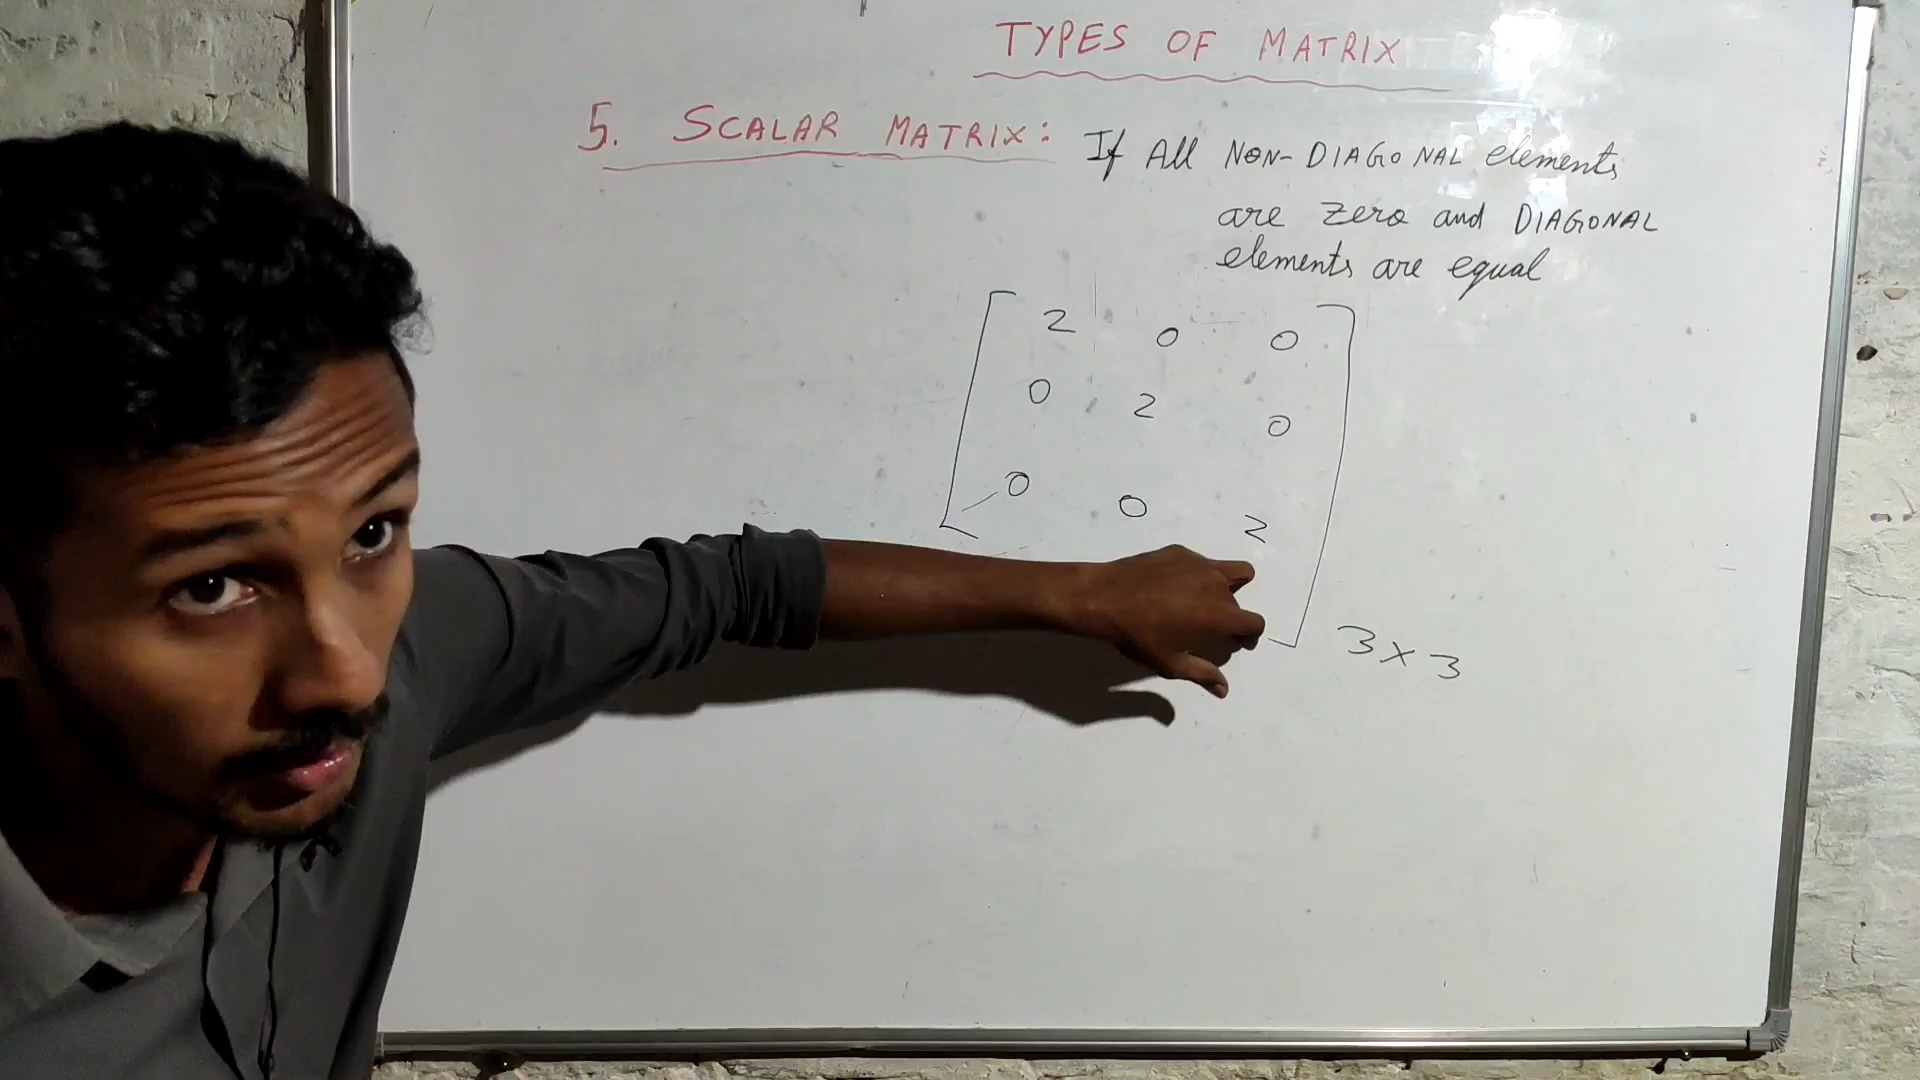 TYPES OF MATRIX
5. SCALAR MATRIX: If All NON-DIAGONAL elements
are zero and DIAGONAL
elements are equal
2 0 0
0 2 0
0 0 2
3 x 3